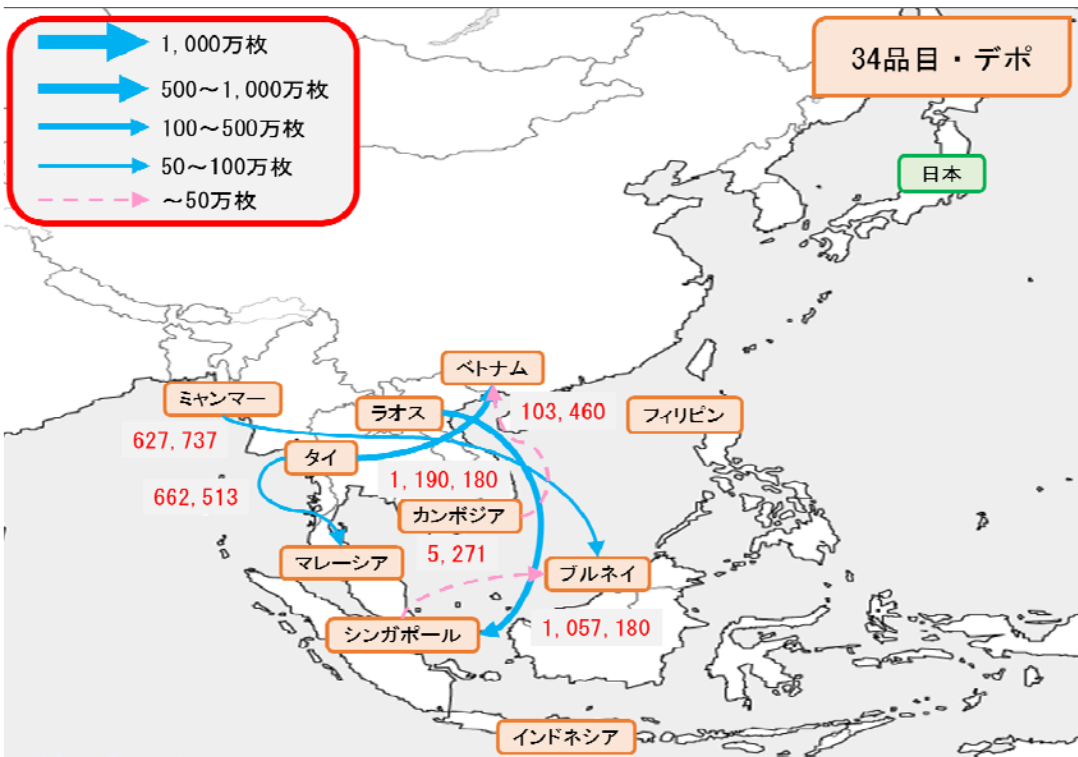 1,000万枚
500～1,000万枚
100～500万枚
50～100万枚
～50万枚
34品目・デポ
日本
ベトナム
ミャンマー
ラオス
103,460
フィリピン
627,737
タイ
1,190,180
662,513
カンボジア
5,271
マレーシア
ブルネイ
シンガポール
1,057,180
インドネシア